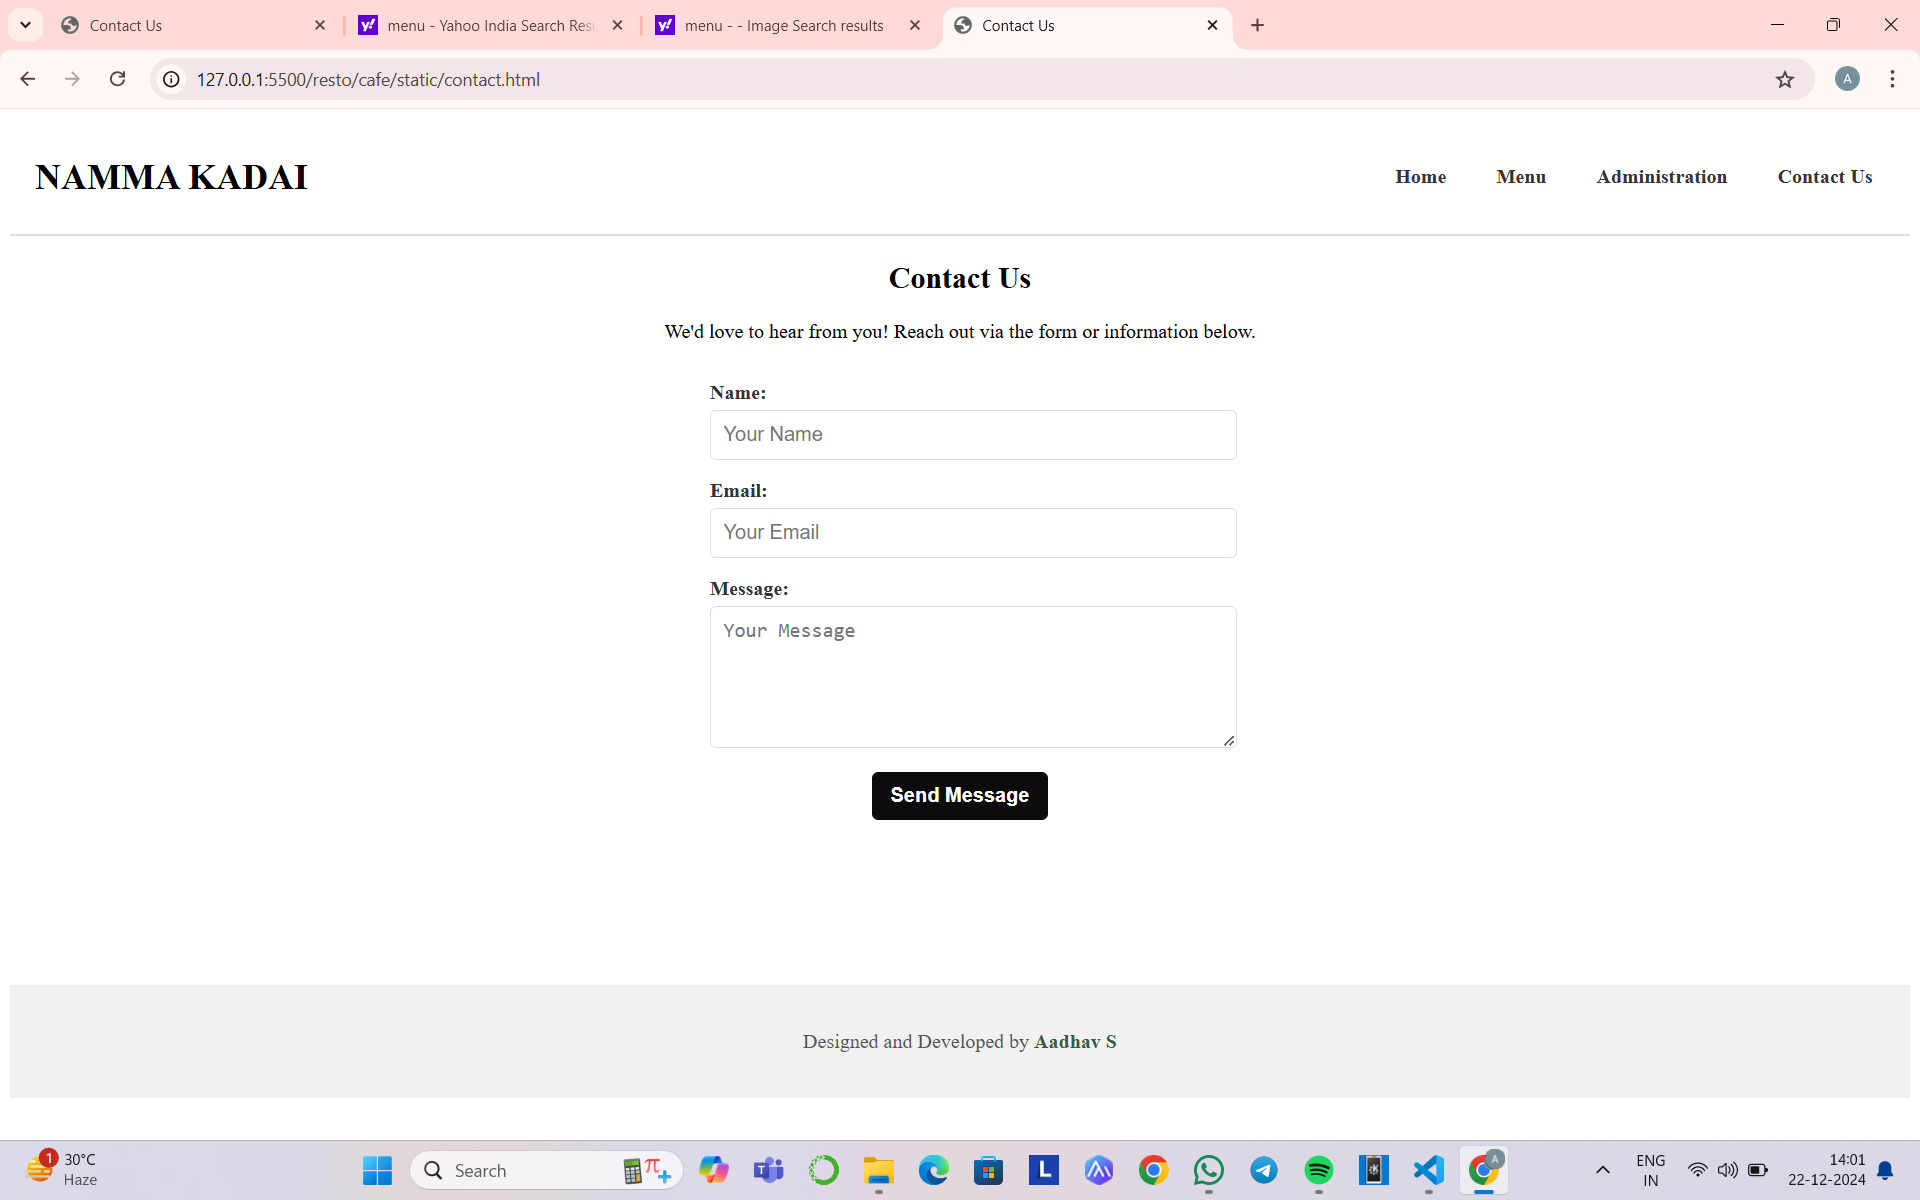 Contact Us
menu - Yahoo India Search Res
menu - - Image Search results
Contact Us
127.0.0.1:5500/resto/cafe/static/contact.html
A
NAMMA KADAI
Home
Menu
Administration
Contact Us
Contact Us
We'd love to hear from you! Reach out via the form or information below.
Name:
Your Name
Email:
Your Email
Message:
Your Message
Send Message
Designed and Developed by Aadhav S
1
30°C
Haze
Search
ENG
IN
14:01
22-12-2024